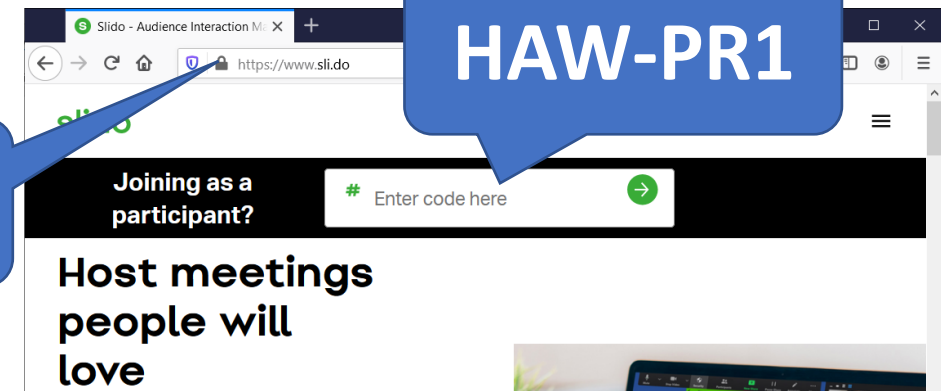 Slido - Audience Interaction Ma
HAW-PR1
https://www.sli.do
slido
Joining as a
participant?
# Enter code here
Host meetings
people will
love